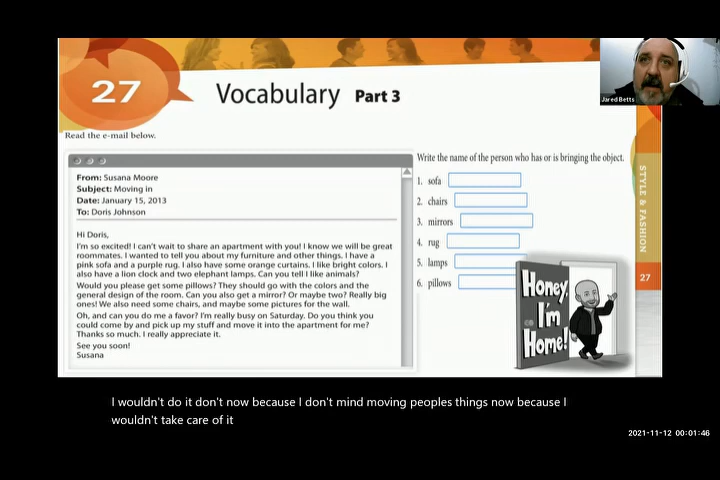 27
Vocabulary Part 3
Jared Betts
Read the e-mail below.
From: Susana Moore
Subject: Moving in
Date: January 15, 2013
To: Doris Johnson
Hi Doris,
I'm so excited! I can't wait to share an apartment with you! I know we will be great
roommates. I wanted to tell you about my furniture and other things. I have a
pink sofa and a purple rug. I also have some orange curtains. I like bright colors. I
also have a lion clock and two elephant lamps. Can you tell I like animals?
Would you please get some pillows? They should go with the colors and the
general design of the room. Can you also get a mirror? Or maybe two? Really big
ones! We also need some chairs, and maybe some pictures for the wall.
Oh, and can you do me a favor? I'm really busy on Saturday. Do you think you
could come by and pick up my stuff and move it into the apartment for me?
Thanks so much. I really appreciate it.
See you soon!
Susana
Write the name of the person who has or is bringing the object.
1. sofa
2. chairs
3. mirrors
4. rug
5. lamps
6. pillows
Honey,
I'm
Home!
STYLE & FASHION
27
I wouldn't do it don't now because I don't mind moving peoples things now because I
wouldn't take care of it
2021-11-12 00:01:46